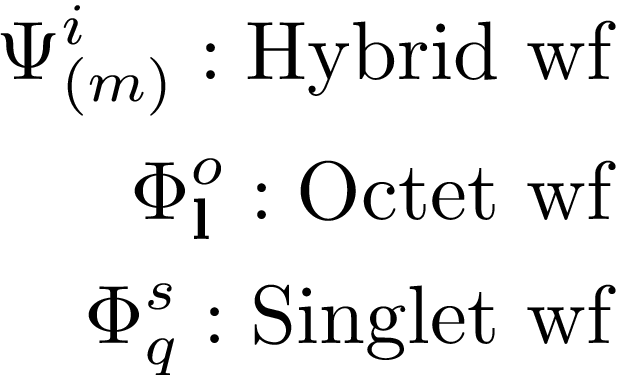 Ψ^i_(m) : Hybrid wf
Φ^o_l : Octet wf
Φ^s_q : Singlet wf